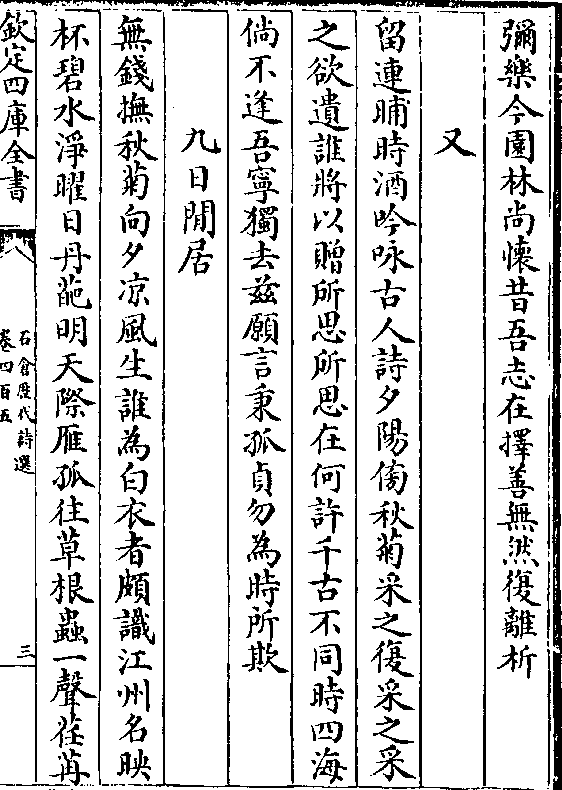 彌樂今園林尚懷昔吾志在擇善無然復離析
又
留連晡時酒吟咏古人詩夕陽傍秋菊采之復采之采
之欲遺誰將以贈所思所思在何許千古不同時四海
倘不逢吾寧獨去兹願言秉孤貞勿為時所欺
九日閒居
無錢撫秋菊向夕凉風生誰為白衣者頗識江州名映
杯碧水淨曜日丹葩明天際雁孤往草根蟲一聲荏苒
欽定四庫全書
石倉歷代詩選
卷四百五
三